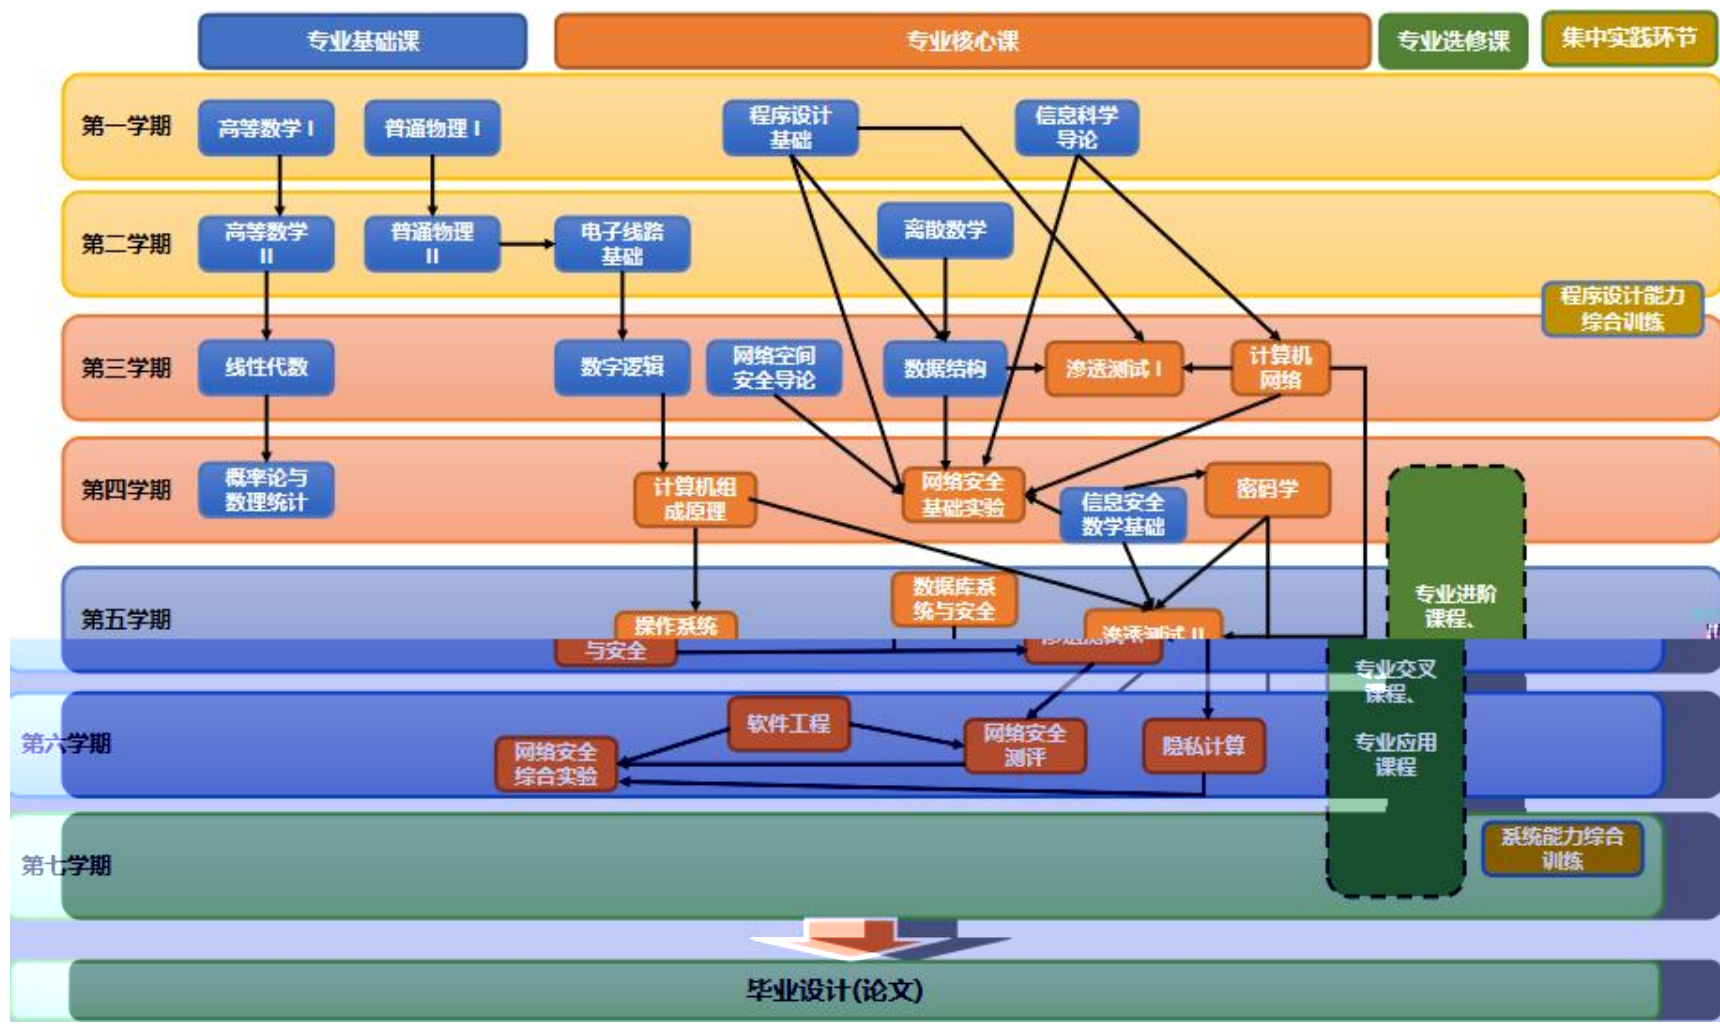 专业基础课
专业核心课
专业选修课
集中实践环节
第一学期
高等数学 I
普通物理 I
程序设计
基础
信息科学
导论
第二学期
高等数学
II
普通物理
II
电子线路
基础
离散数学
程序设计能力
综合训练
第三学期
线性代数
数字逻辑
网络空间
安全导论
数据结构
渗透测试 I
计算机
网络
第四学期
概率论与
数理统计
计算机组
成原理
网络安全
基础实验
信息安全
数学基础
密码学
第五学期
操作系统
与安全
数据库系
统与安全
渗透测试 II
专业进阶
课程、
专业交叉
课程、
专业应用
课程
第六学期
网络安全
综合实验
软件工程
网络安全
测评
隐私计算
第七学期
系统能力综合
训练
毕业设计(论文)